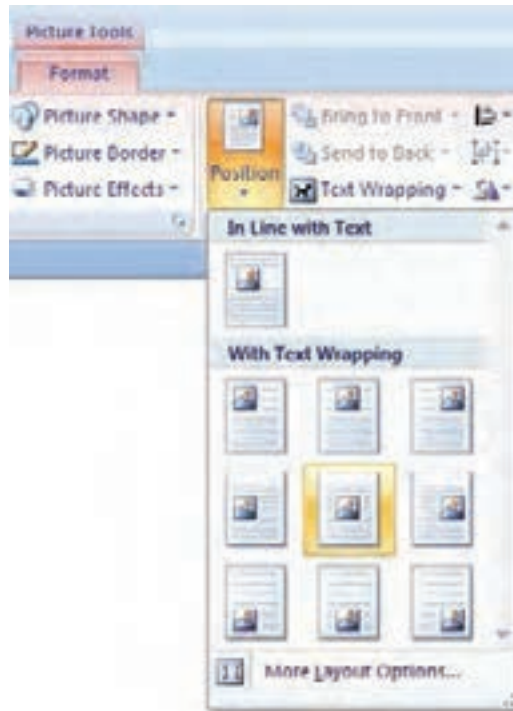 Picture Tools
Format
Picture Shape
Bring to Front
Picture Border
Send to Back
Picture Effects
Position
Text Wrapping
In Line with Text
With Text Wrapping
More Layout Options...